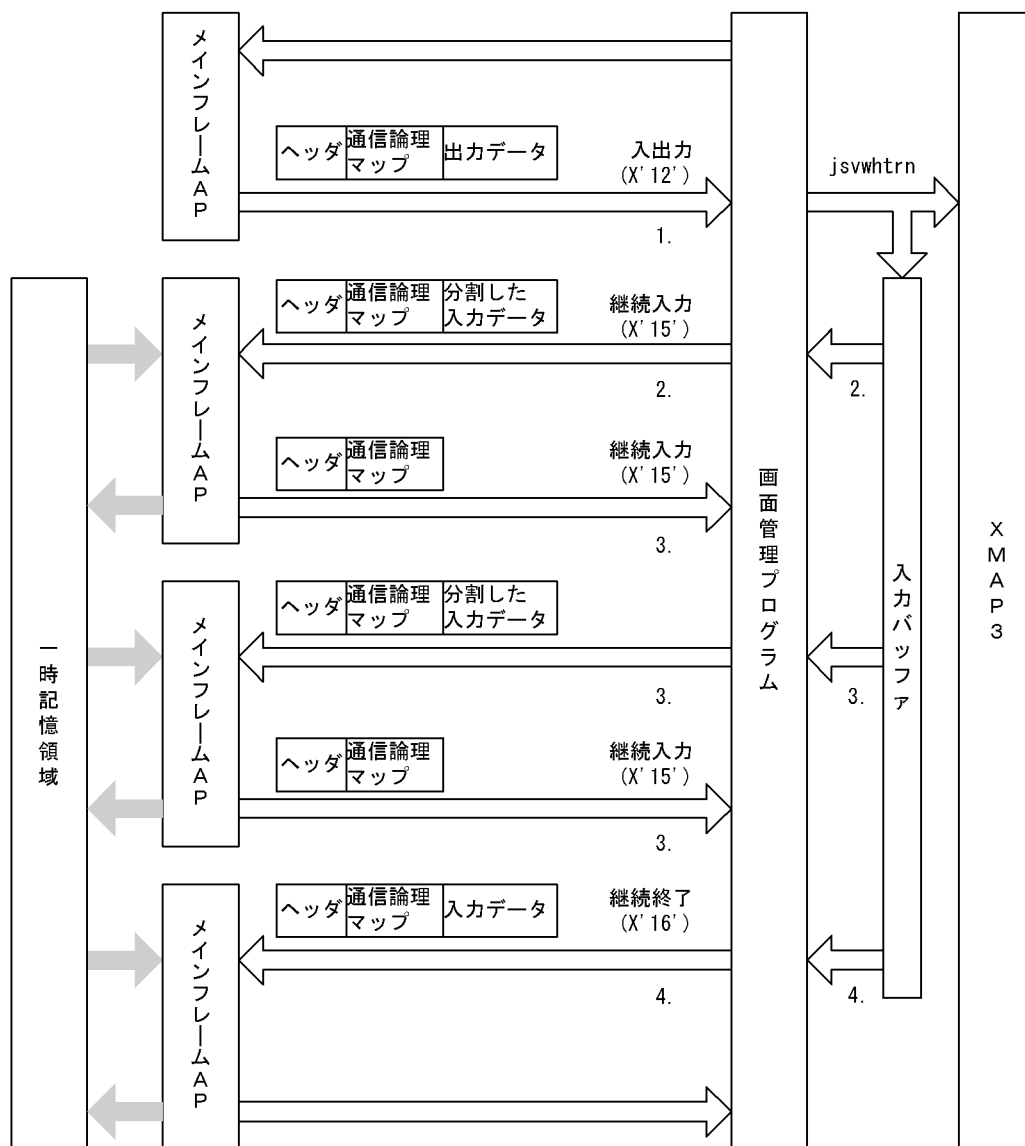 メインフレームAP
ヘッダ
通信論理
マップ
出力データ
入出力
(X'12')
1.
jsvwhtrn
メインフレームAP
ヘッダ
通信論理
マップ
分割した
入力データ
継続入力
(X'15')
2.
2.
ヘッダ
通信論理
マップ
継続入力
(X'15')
3.
画面管理プログラム
XMAP3
入力バッファ
一時記憶領域
メインフレームAP
ヘッダ
通信論理
マップ
分割した
入力データ
3.
3.
ヘッダ
通信論理
マップ
継続入力
(X'15')
3.
メインフレームAP
ヘッダ
通信論理
マップ
入力データ
継続終了
(X'16')
4.
4.